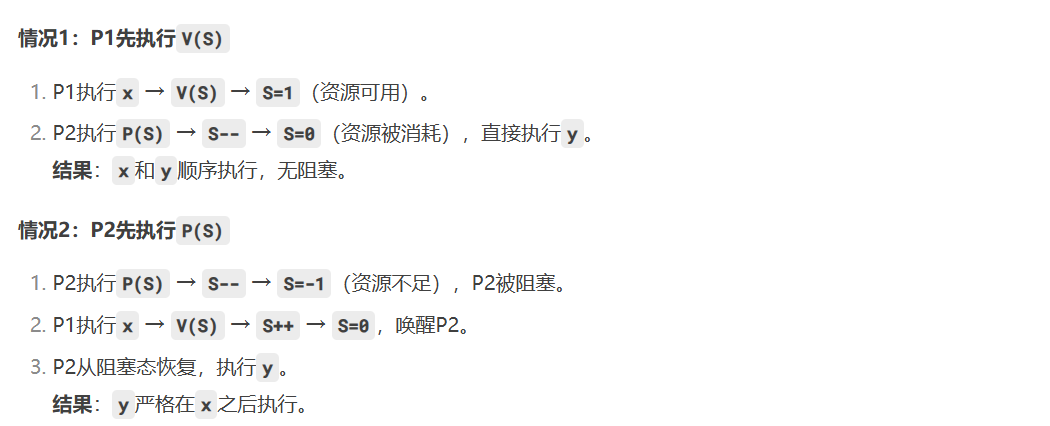 情况1：P1先执行V(S)
1. P1执行x → V(S) → S=1（资源可用）。
2. P2执行P(S) → S-- → S=0（资源被消耗），直接执行y。
结果：x和y顺序执行，无阻塞。
情况2：P2先执行P(S)
1. P2执行P(S) → S-- → S=-1（资源不足），P2被阻塞。
2. P1执行x → V(S) → S++ → S=0，唤醒P2。
3. P2从阻塞态恢复，执行y。
结果：y严格在x之后执行。